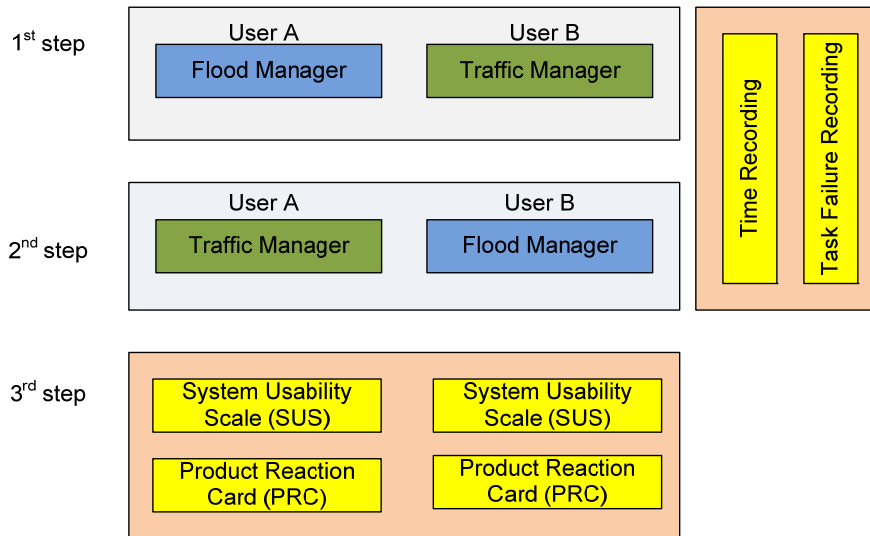 1st step
User A
User B
Flood Manager
Traffic Manager
2nd step
User A
User B
Traffic Manager
Flood Manager
Time Recording
Task Failure Recording
3rd step
System Usability
Scale (SUS)
System Usability
Scale (SUS)
Product Reaction
Card (PRC)
Product Reaction
Card (PRC)